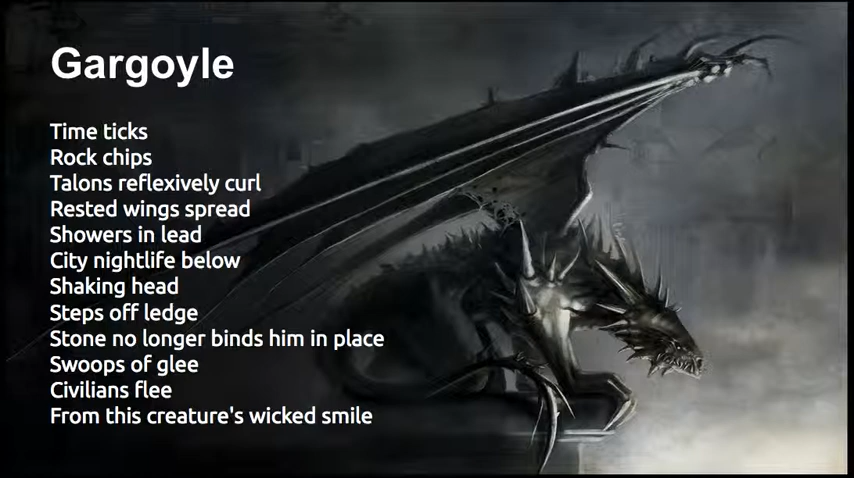 Gargoyle
Time ticks
Rock chips
Talons reflexively curl
Rested wings spread
Showers in lead
City nightlife below
Shaking head
Steps off ledge
Stone no longer binds him in place
Swoops of glee
Civilians flee
From this creature's wicked smile